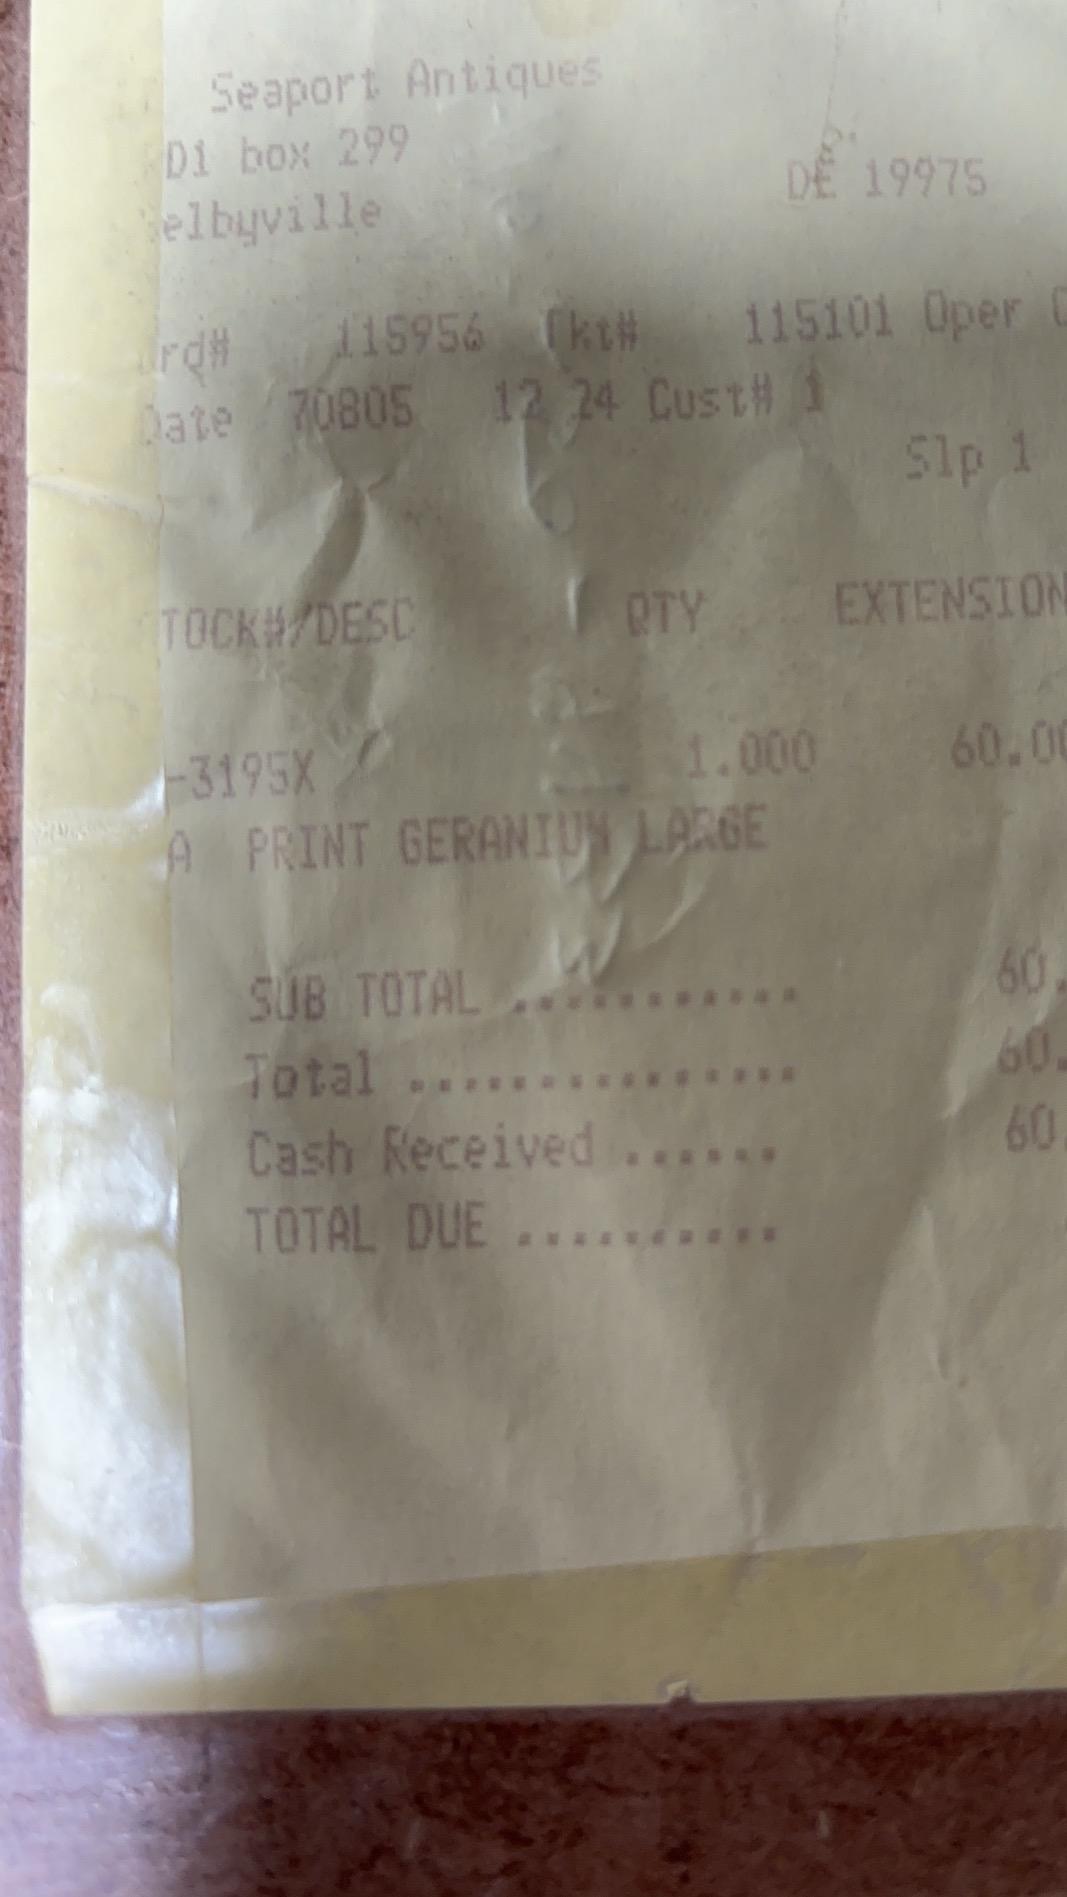 Seaport Antiques
RD1 box 299
elbyville DE 19975
rd# 115956 Tkt# 115101 Oper
Date 70805 12 24 Cust# 1
Slp 1
TOCK#/DESC QTY EXTENSION
-3195X 1.000 60.00
A PRINT GERANIUM LARGE
SUB TOTAL ........... 60.
Total ............... 60.
Cash Received ...... 60.
TOTAL DUE ..........